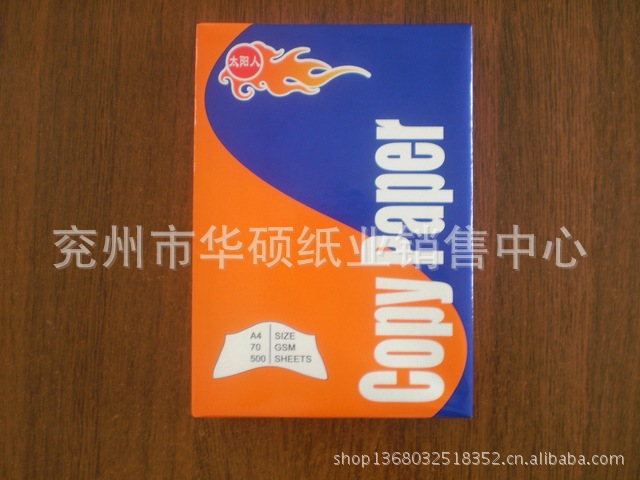 太阳人
Copy Paper
兖州市华硕纸业销售中心
A4 SIZE
70 GSM
500 SHEETS
shop1368032518352.cn.alibaba.com